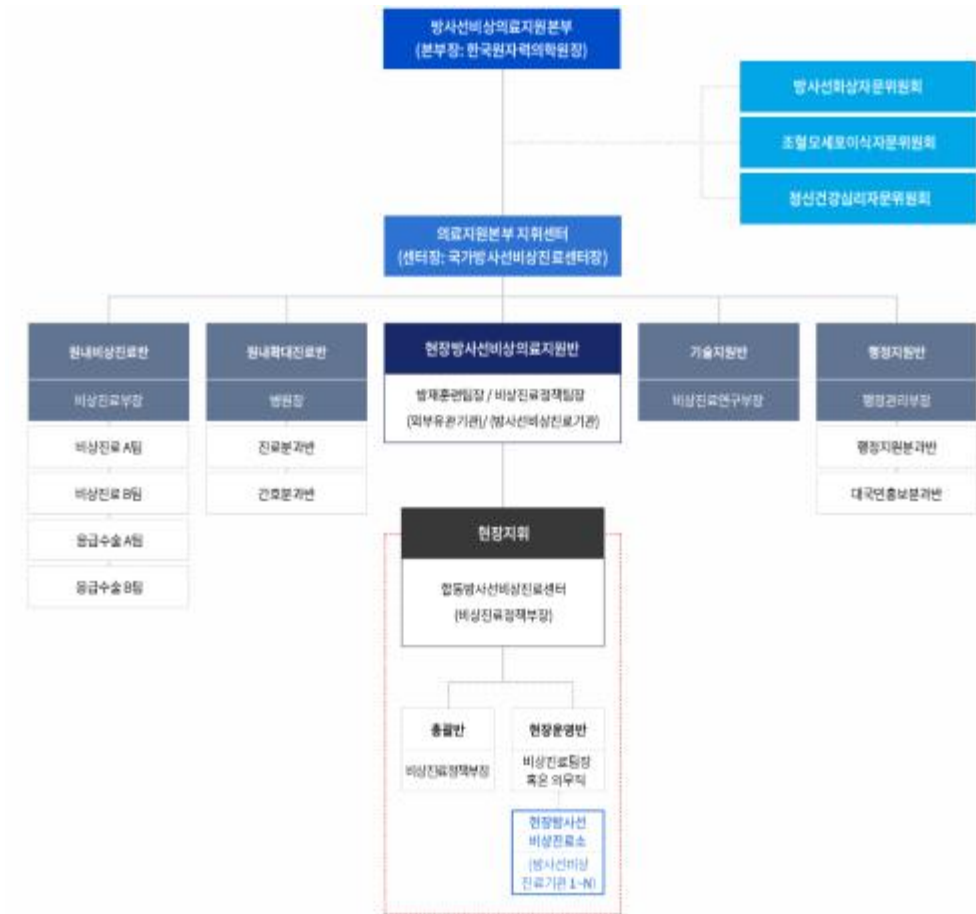 방사선비상의료지원본부
(본부장: 한국원자력의학원장)
방사선화상자문위원회
조혈모세포이식자문위원회
정신건강심리자문위원회
의료지원본부 지휘센터
(센터장: 국가방사선비상진료센터장)
원내비상진료반
비상진료부장
비상진료 A팀
비상진료 B팀
응급수술 A팀
응급수술 B팀
원내확대진료반
병원장
진료분과반
간호분과반
현장방사선비상의료지원반
방재훈련팀장 / 비상진료정책팀장
(외부유관기관)/ (방사선비상진료기관)
기술지원반
비상진료연구부장
행정지원반
행정관리부장
행정지원분과반
대국민홍보분과반
현장지휘
합동방사선비상진료센터
(비상진료정책부장)
총괄반
비상진료정책부장
현장운영반
비상진료팀장
혹은 의무직
현장방사선
비상진료소
(방사선비상
진료기관 1~N)